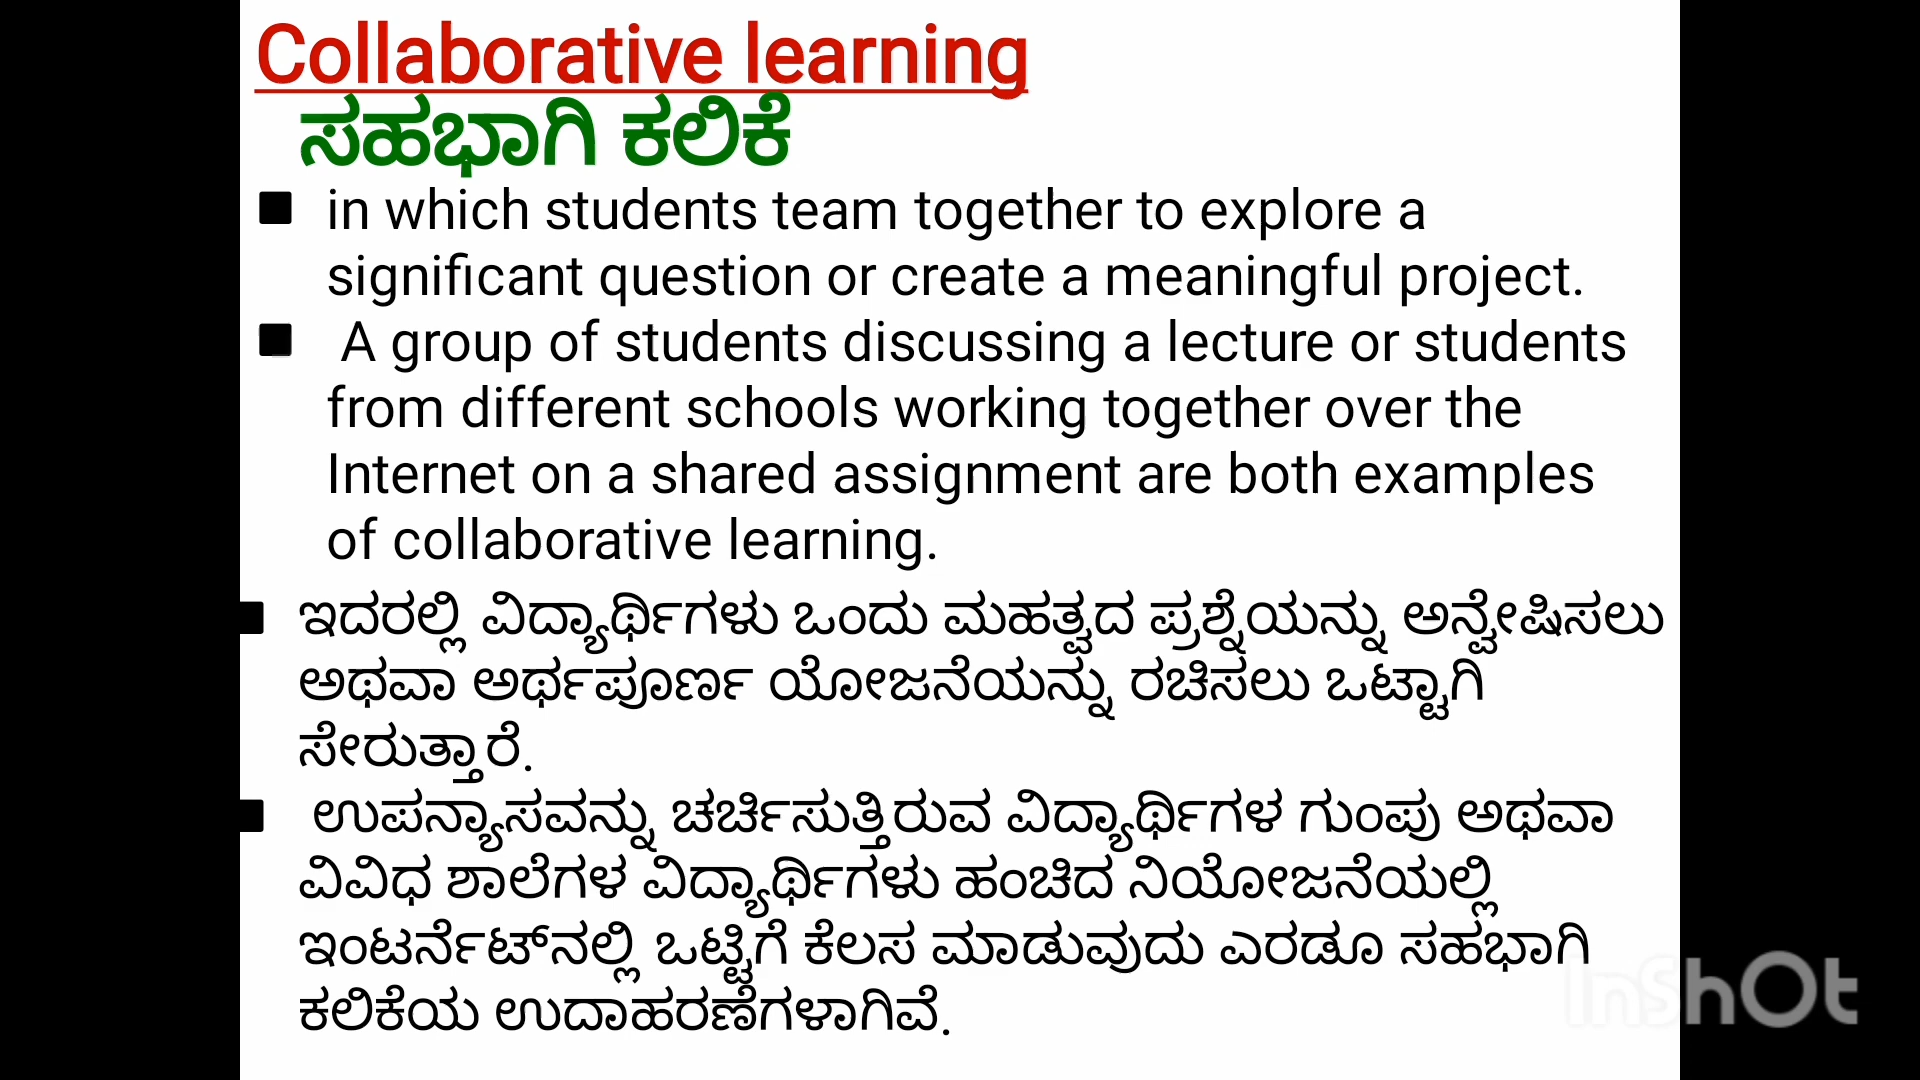 Collaborative learning
ಸಹಭಾಗಿ ಕಲಿಕೆ
■ in which students team together to explore a
significant question or create a meaningful project.
■ A group of students discussing a lecture or students
from different schools working together over the
Internet on a shared assignment are both examples
of collaborative learning.
■ ಇದರಲ್ಲಿ ವಿದ್ಯಾರ್ಥಿಗಳು ಒಂದು ಮಹತ್ವದ ಪ್ರಶ್ನೆಯನ್ನು ಅನ್ವೇಷಿಸಲು
ಅಥವಾ ಅರ್ಥಪೂರ್ಣ ಯೋಜನೆಯನ್ನು ರಚಿಸಲು ಒಟ್ಟಾಗಿ
ಸೇರುತ್ತಾರೆ.
■ ಉಪನ್ಯಾಸವನ್ನು ಚರ್ಚಿಸುತ್ತಿರುವ ವಿದ್ಯಾರ್ಥಿಗಳ ಗುಂಪು ಅಥವಾ
ವಿವಿಧ ಶಾಲೆಗಳ ವಿದ್ಯಾರ್ಥಿಗಳು ಹಂಚಿದ ನಿಯೋಜನೆಯಲ್ಲಿ
ಇಂಟರ್ನೆಟ್‌ನಲ್ಲಿ ಒಟ್ಟಿಗೆ ಕೆಲಸ ಮಾಡುವುದು ಎರಡೂ ಸಹಭಾಗಿ
ಕಲಿಕೆಯ ಉದಾಹರಣೆಗಳಾಗಿವೆ.
InShOt